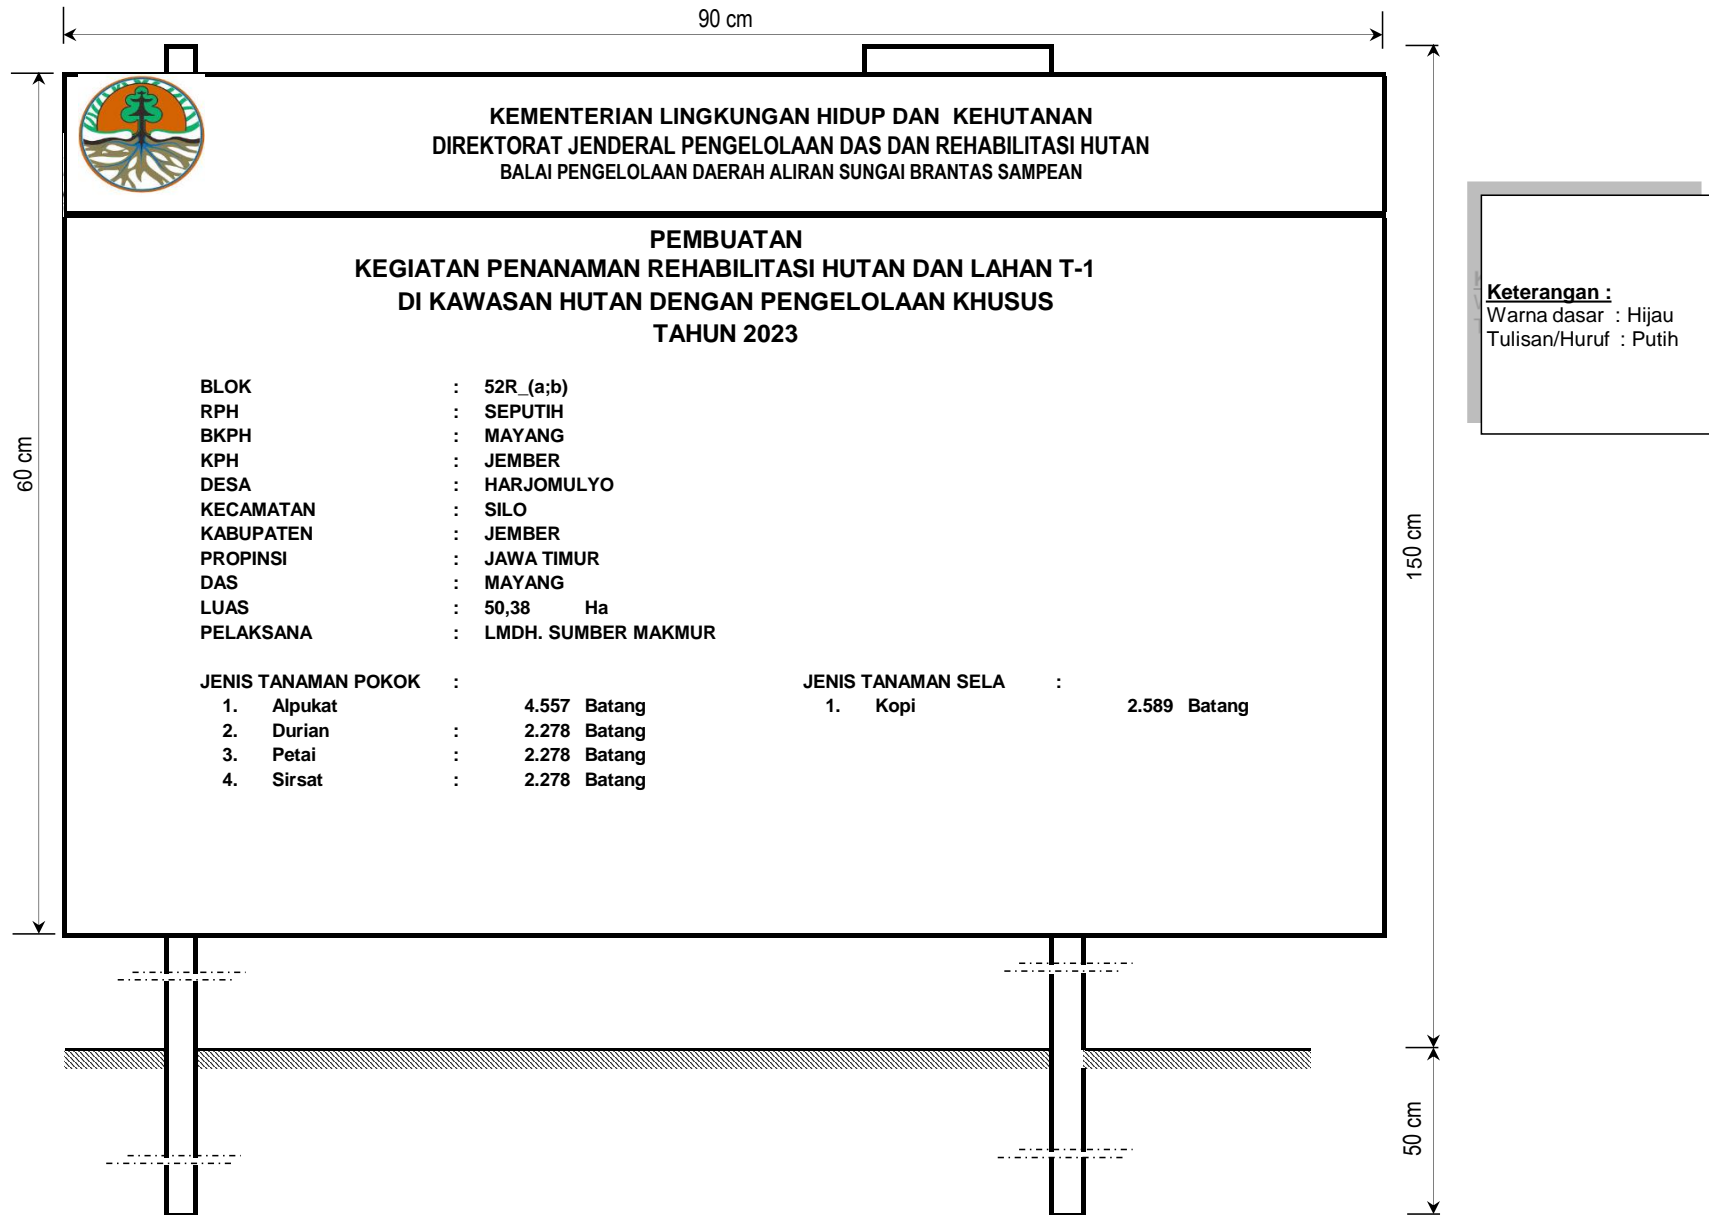 90 cm
KEMENTERIAN LINGKUNGAN HIDUP DAN  KEHUTANAN
DIREKTORAT JENDERAL PENGELOLAAN DAS DAN REHABILITASI HUTAN
BALAI PENGELOLAAN DAERAH ALIRAN SUNGAI BRANTAS SAMPEAN
PEMBUATAN
KEGIATAN PENANAMAN REHABILITASI HUTAN DAN LAHAN T-1
DI KAWASAN HUTAN DENGAN PENGELOLAAN KHUSUS
TAHUN 2023
BLOK : 52R_(a;b)
RPH : SEPUTIH
BKPH : MAYANG
KPH : JEMBER
DESA : HARJOMULYO
KECAMATAN : SILO
KABUPATEN : JEMBER
PROPINSI : JAWA TIMUR
DAS : MAYANG
LUAS : 50,38 Ha
PELAKSANA : LMDH. SUMBER MAKMUR
JENIS TANAMAN POKOK :
1. Alpukat 4.557 Batang
2. Durian : 2.278 Batang
3. Petai : 2.278 Batang
4. Sirsat : 2.278 Batang
JENIS TANAMAN SELA :
1. Kopi 2.589 Batang
60 cm
150 cm
50 cm
Keterangan :
Warna dasar : Hijau
Tulisan/Huruf : Putih